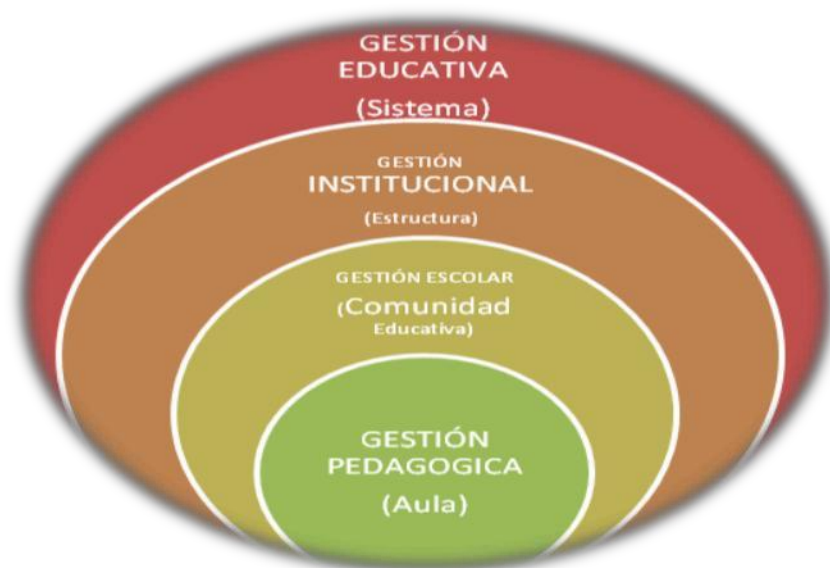 GESTIÓN
EDUCATIVA
(Sistema)
GESTIÓN
INSTITUCIONAL
(Estructura)
GESTIÓN ESCOLAR
(Comunidad
Educativa)
GESTIÓN
PEDAGOGICA
(Aula)